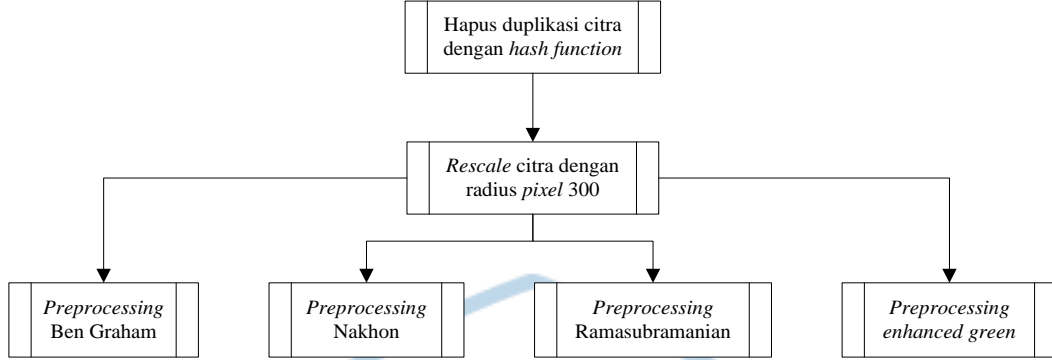 Hapus duplikasi citra
dengan hash function
Rescale citra dengan
radius pixel 300
Preprocessing
Ben Graham
Preprocessing
Nakhon
Preprocessing
Ramasubramanian
Preprocessing
enhanced green